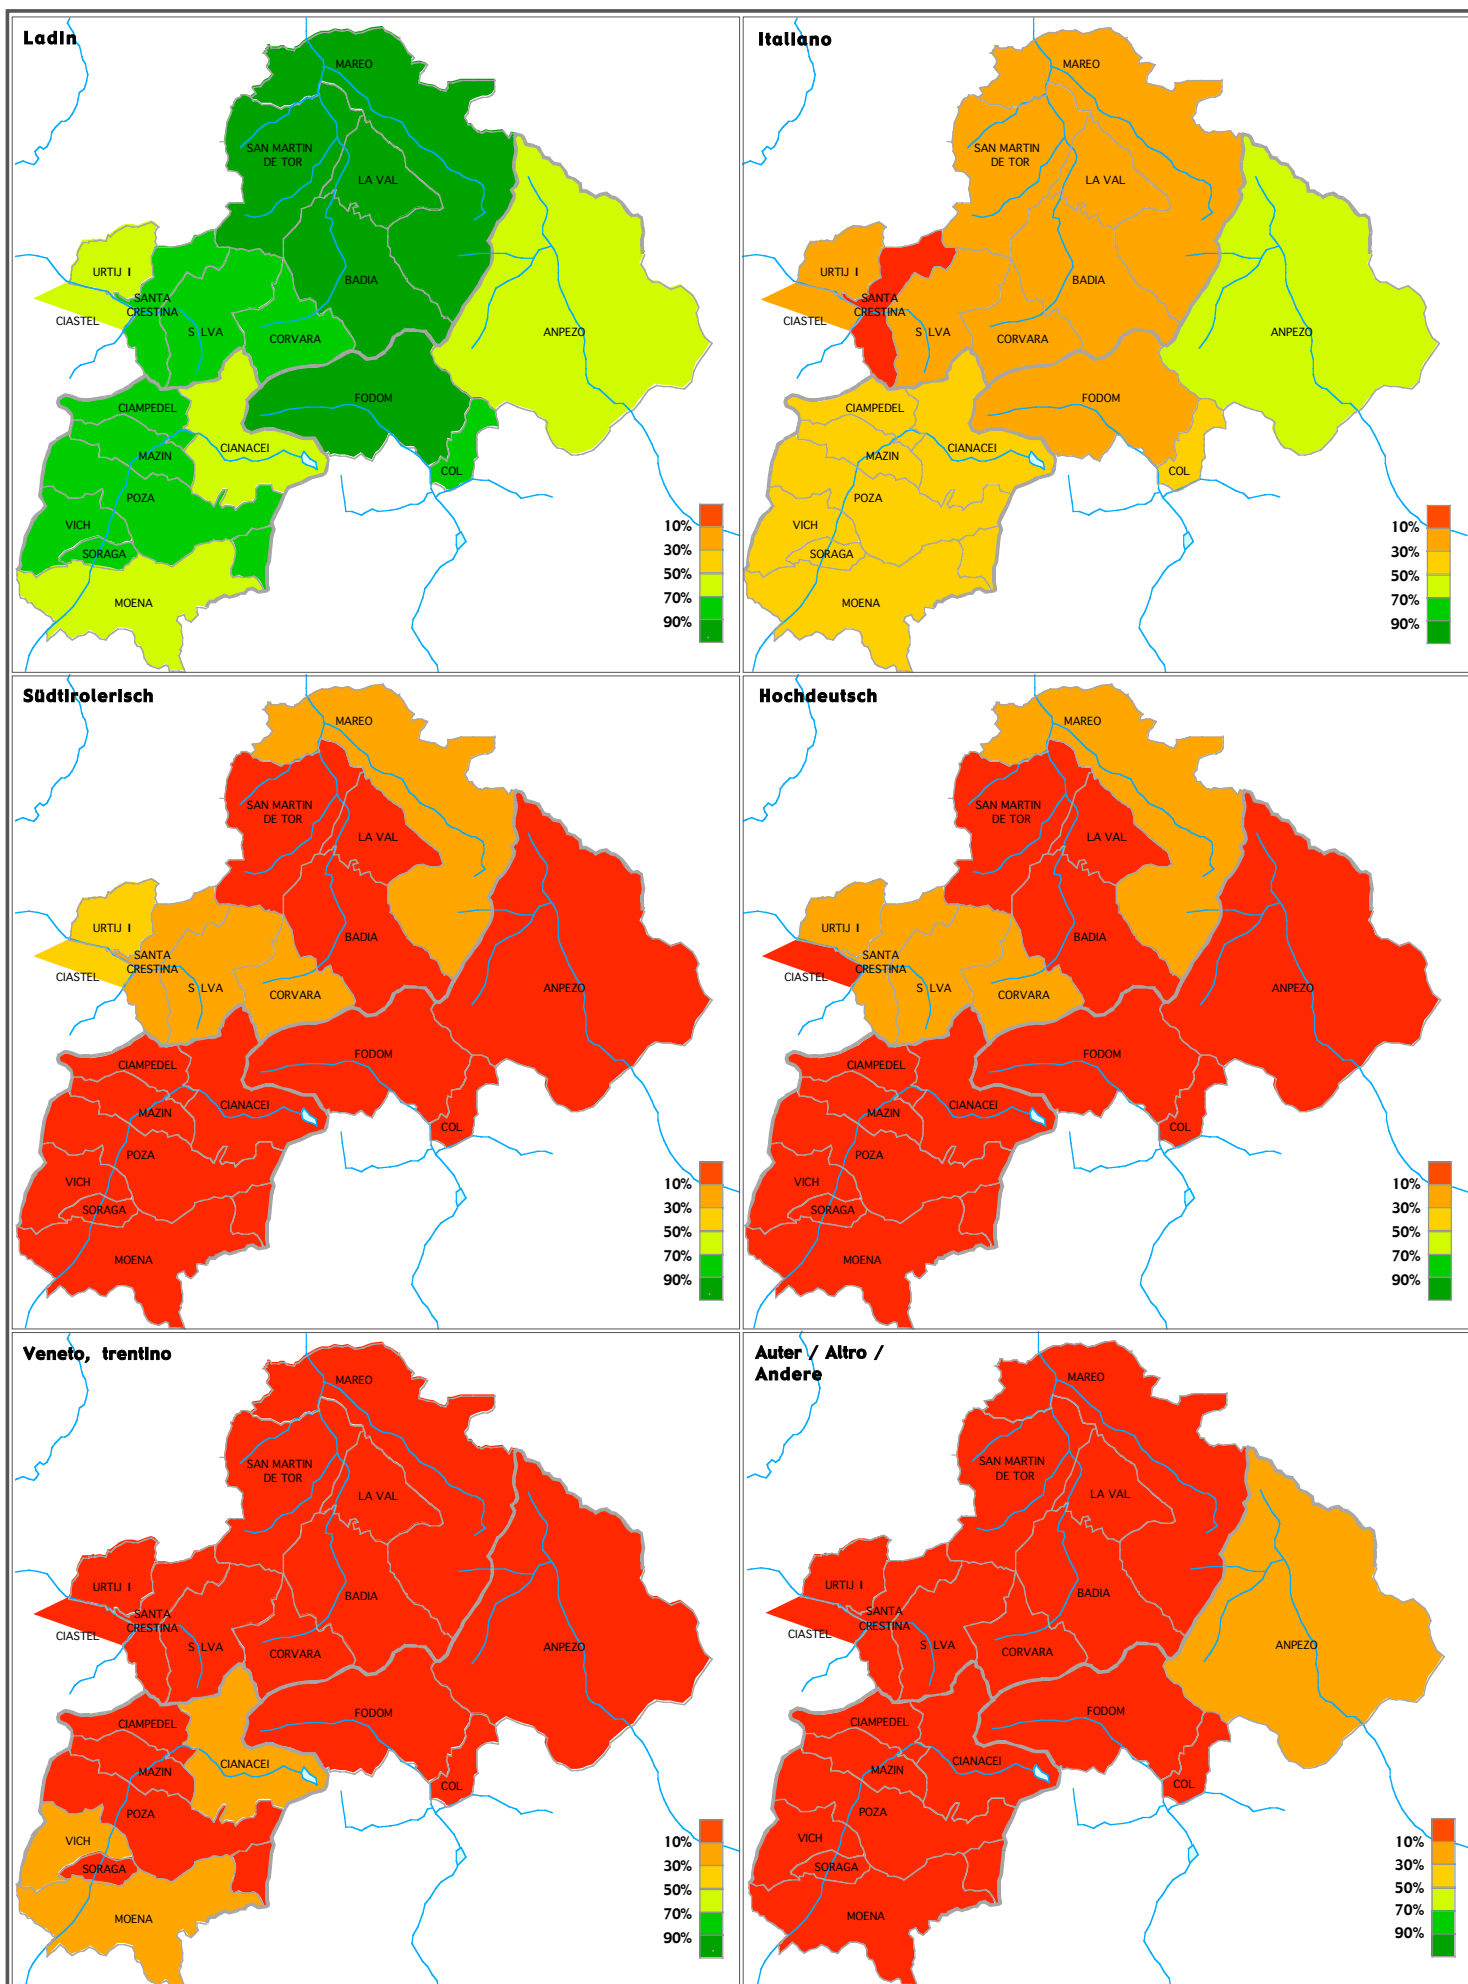 Ladin
MAREO
SAN MARTIN
DE TOR
LA VAL
URTIJ I
SANTA
CRESTINA
CIASTEL
S LVA
BADIA
CORVARA
ANPEZO
FODOM
CIAMPEDEL
CIANACEI
MAZIN
COL
POZA
VICH
SORAGA
MOENA
10%
30%
50%
70%
90%
Italiano
MAREO
SAN MARTIN
DE TOR
LA VAL
URTIJ I
SANTA
CRESTINA
CIASTEL
S LVA
BADIA
CORVARA
ANPEZO
FODOM
CIAMPEDEL
CIANACEI
MAZIN
COL
POZA
VICH
SORAGA
MOENA
10%
30%
50%
70%
90%
Südtirolerisch
MAREO
SAN MARTIN
DE TOR
LA VAL
URTIJ I
SANTA
CRESTINA
CIASTEL
S LVA
BADIA
CORVARA
ANPEZO
FODOM
CIAMPEDEL
CIANACEI
MAZIN
COL
POZA
VICH
SORAGA
MOENA
10%
30%
50%
70%
90%
Hochdeutsch
MAREO
SAN MARTIN
DE TOR
LA VAL
URTIJ I
SANTA
CRESTINA
CIASTEL
S LVA
BADIA
CORVARA
ANPEZO
FODOM
CIAMPEDEL
CIANACEI
MAZIN
COL
POZA
VICH
SORAGA
MOENA
10%
30%
50%
70%
90%
Veneto, trentino
MAREO
SAN MARTIN
DE TOR
LA VAL
URTIJ I
SANTA
CRESTINA
CIASTEL
S LVA
BADIA
CORVARA
ANPEZO
FODOM
CIAMPEDEL
CIANACEI
MAZIN
COL
POZA
VICH
SORAGA
MOENA
10%
30%
50%
70%
90%
Auter / Altro /
Andere
MAREO
SAN MARTIN
DE TOR
LA VAL
URTIJ I
SANTA
CRESTINA
CIASTEL
S LVA
BADIA
CORVARA
ANPEZO
FODOM
CIAMPEDEL
CIANACEI
MAZIN
COL
POZA
VICH
SORAGA
MOENA
10%
30%
50%
70%
90%